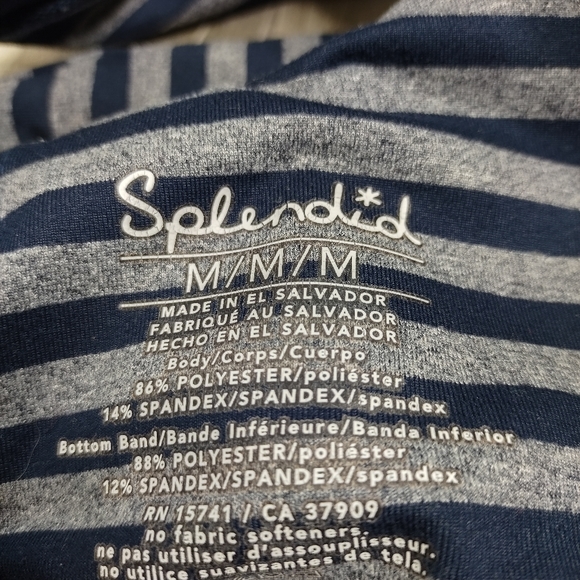 Splendid
M/M/M
MADE IN EL SALVADOR
FABRIQUÉ AU SALVADOR
HECHO EN EL SALVADOR
Body/Corps/Cuerpo
86% POLYESTER/poliéster
14% SPANDEX/SPANDEX/spandex
Bottom Band/Bande Inférieure/Banda Inferior
88% POLYESTER/poliéster
12% SPANDEX/SPANDEX/spandex
RN 15741 / CA 37909
no fabric softeners.
ne pas utiliser d'assouplisseur.
no utilice suavizantes de tela.